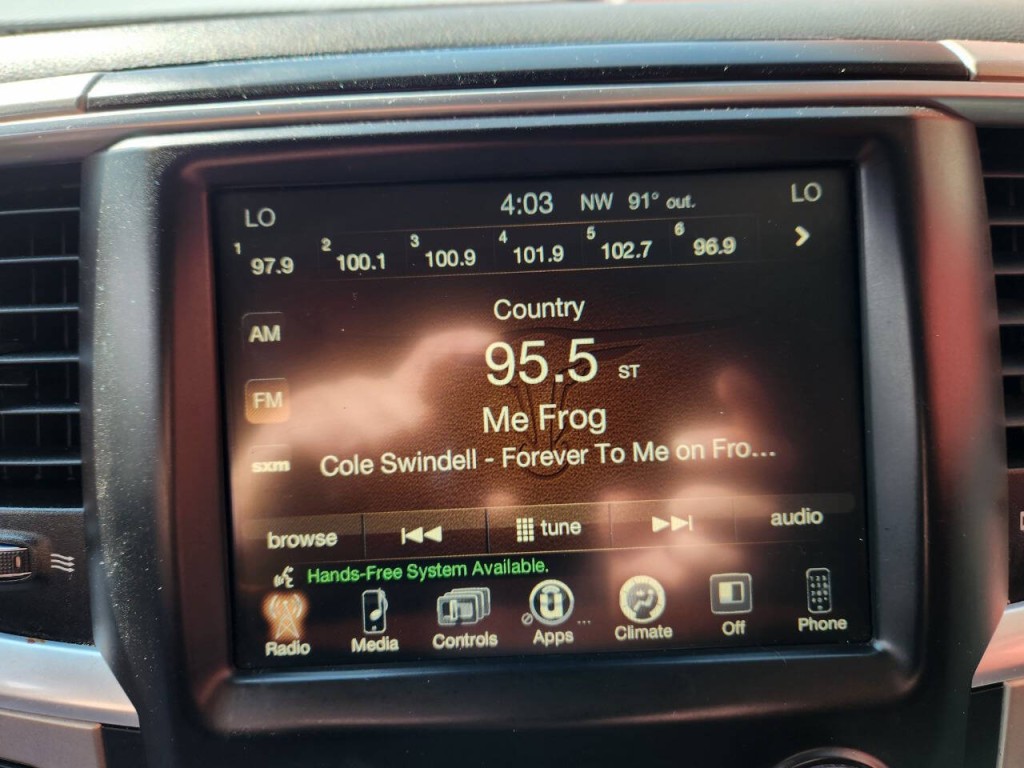 LO 4:03 NW 91° out. LO
1 97.9 2 100.1 3 100.9 4 101.9 5 102.7 6 96.9
Country
AM
95.5 ST
FM
Me Frog
sxm
Cole Swindell - Forever To Me on Fro...
browse tune audio
Hands-Free System Available.
Radio Media Controls Apps ... Climate Off Phone